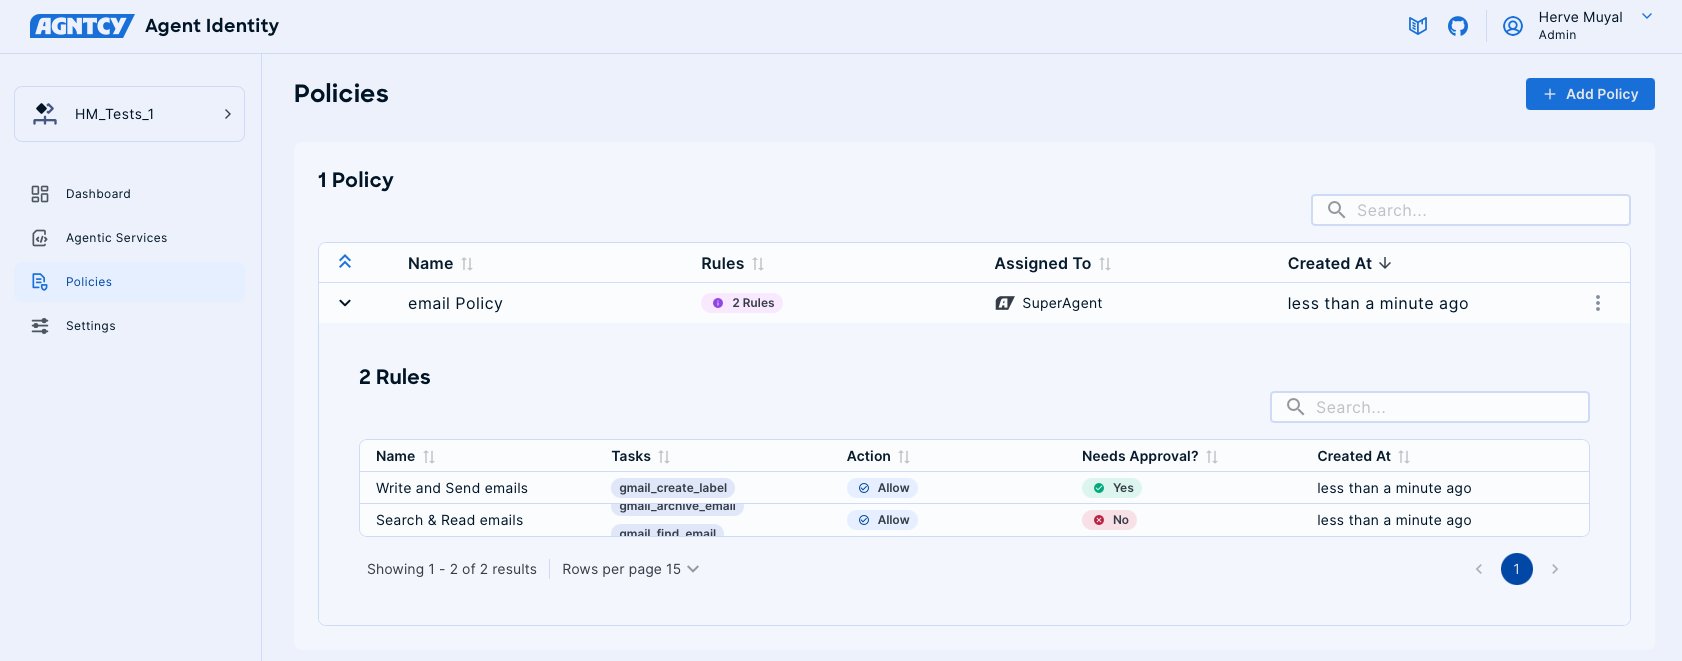 AGNTCY Agent Identity
Herve Muyal
Admin
HM_Tests_1
Dashboard
Agentic Services
Policies
Settings
Policies
+ Add Policy
1 Policy
Search...
Name Rules Assigned To Created At
email Policy 2 Rules SuperAgent less than a minute ago
2 Rules
Search...
Name Tasks Action Needs Approval? Created At
Write and Send emails gmail_create_label Allow Yes less than a minute ago
gmail_archive_email
Search & Read emails Allow No less than a minute ago
gmail_find_email
Showing 1 - 2 of 2 results Rows per page 15
1